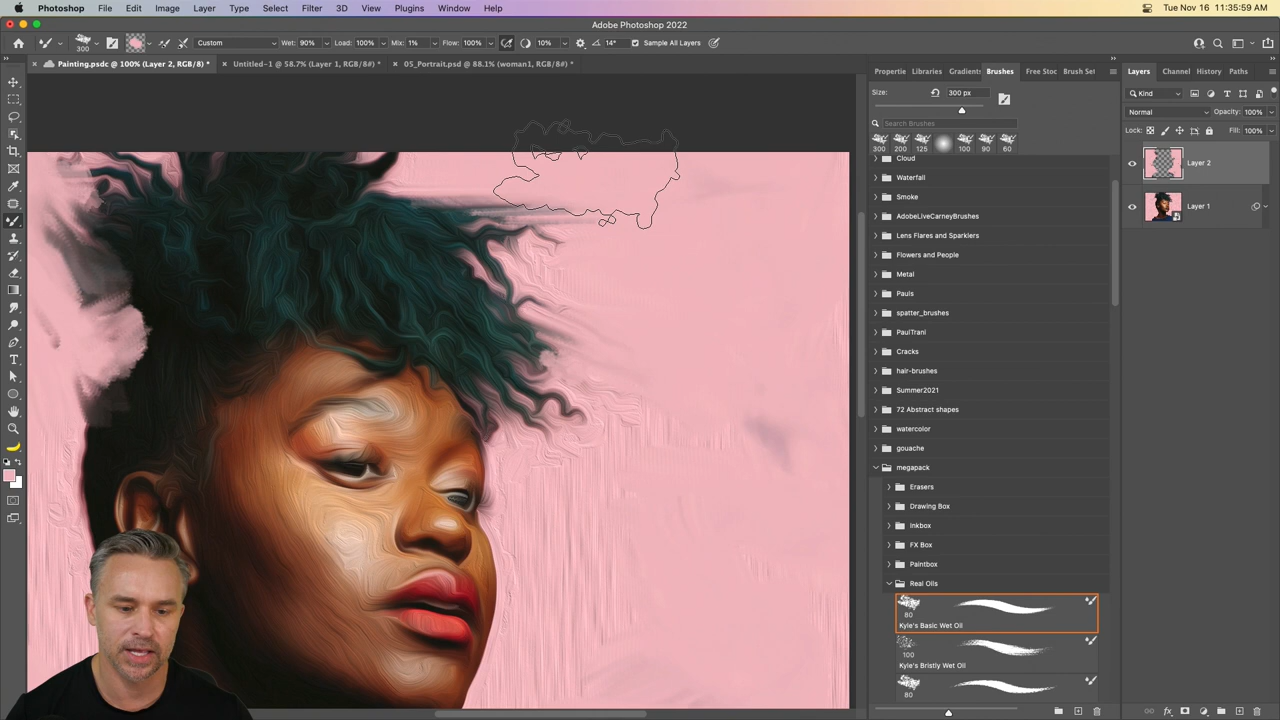 Photoshop File Edit Image Layer Type Select Filter 3D View Plugins Window Help Tue Nov 16 11:35:59 AM
Adobe Photoshop 2022
300 Custom Wet: 90% Load: 100% Mix: 1% Flow: 100% 10% 14° Sample All Layers
Painting.psdc @ 100% (Layer 2, RGB/8) * Untitled-1 @ 58.7% (Layer 1, RGB/8#) * 05_Portrait.psd @ 88.1% (woman1, RGB/8#) *
Propertie Libraries Gradient: Brushes Free Stoc Brush Set
Size: 300 px
Search Brushes
300 200 125 100 90 60
Cloud
Waterfall
Smoke
AdobeLiveCarneyBrushes
Lens Flares and Sparklers
Flowers and People
Metal
Pauls
spatter_brushes
PaulTrani
Cracks
hair-brushes
Summer2021
72 Abstract shapes
watercolor
gouache
megapack
Erasers
Drawing Box
Inkbox
FX Box
Paintbox
Real Oils
80
Kyle's Basic Wet Oil
100
Kyle's Bristly Wet Oil
80
Layers Channel History Paths
Kind
Normal Opacity: 100%
Lock: Fill: 100%
Layer 2
Layer 1
fx